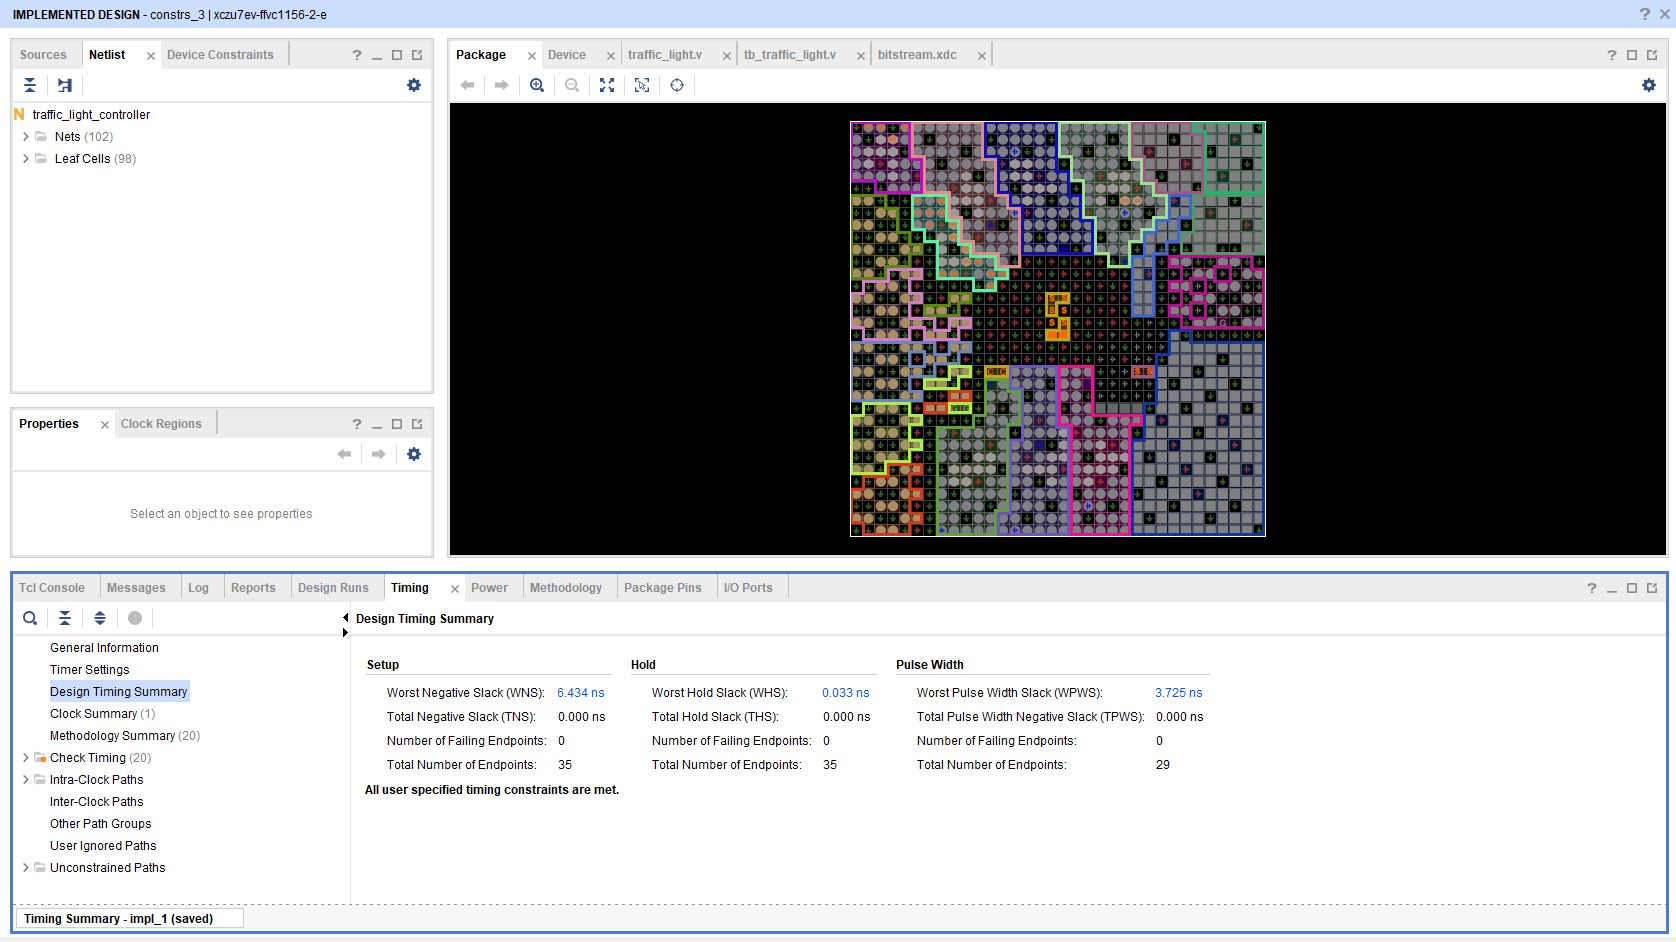 IMPLEMENTED DESIGN - constrs_3 | xczu7ev-ffvc1156-2-e
Sources
Netlist
Device Constraints
traffic_light_controller
Nets (102)
Leaf Cells (98)
Properties
Clock Regions
Select an object to see properties
Package
Device
traffic_light.v
tb_traffic_light.v
bitstream.xdc
Tcl Console
Messages
Log
Reports
Design Runs
Timing
Power
Methodology
Package Pins
I/O Ports
General Information
Timer Settings
Design Timing Summary
Clock Summary (1)
Methodology Summary (20)
Check Timing (20)
Intra-Clock Paths
Inter-Clock Paths
Other Path Groups
User Ignored Paths
Unconstrained Paths
Design Timing Summary
Setup
Worst Negative Slack (WNS): 6.434 ns
Total Negative Slack (TNS): 0.000 ns
Number of Failing Endpoints: 0
Total Number of Endpoints: 35
Hold
Worst Hold Slack (WHS): 0.033 ns
Total Hold Slack (THS): 0.000 ns
Number of Failing Endpoints: 0
Total Number of Endpoints: 35
Pulse Width
Worst Pulse Width Slack (WPWS): 3.725 ns
Total Pulse Width Negative Slack (TPWS): 0.000 ns
Number of Failing Endpoints: 0
Total Number of Endpoints: 29
All user specified timing constraints are met.
Timing Summary - impl_1 (saved)